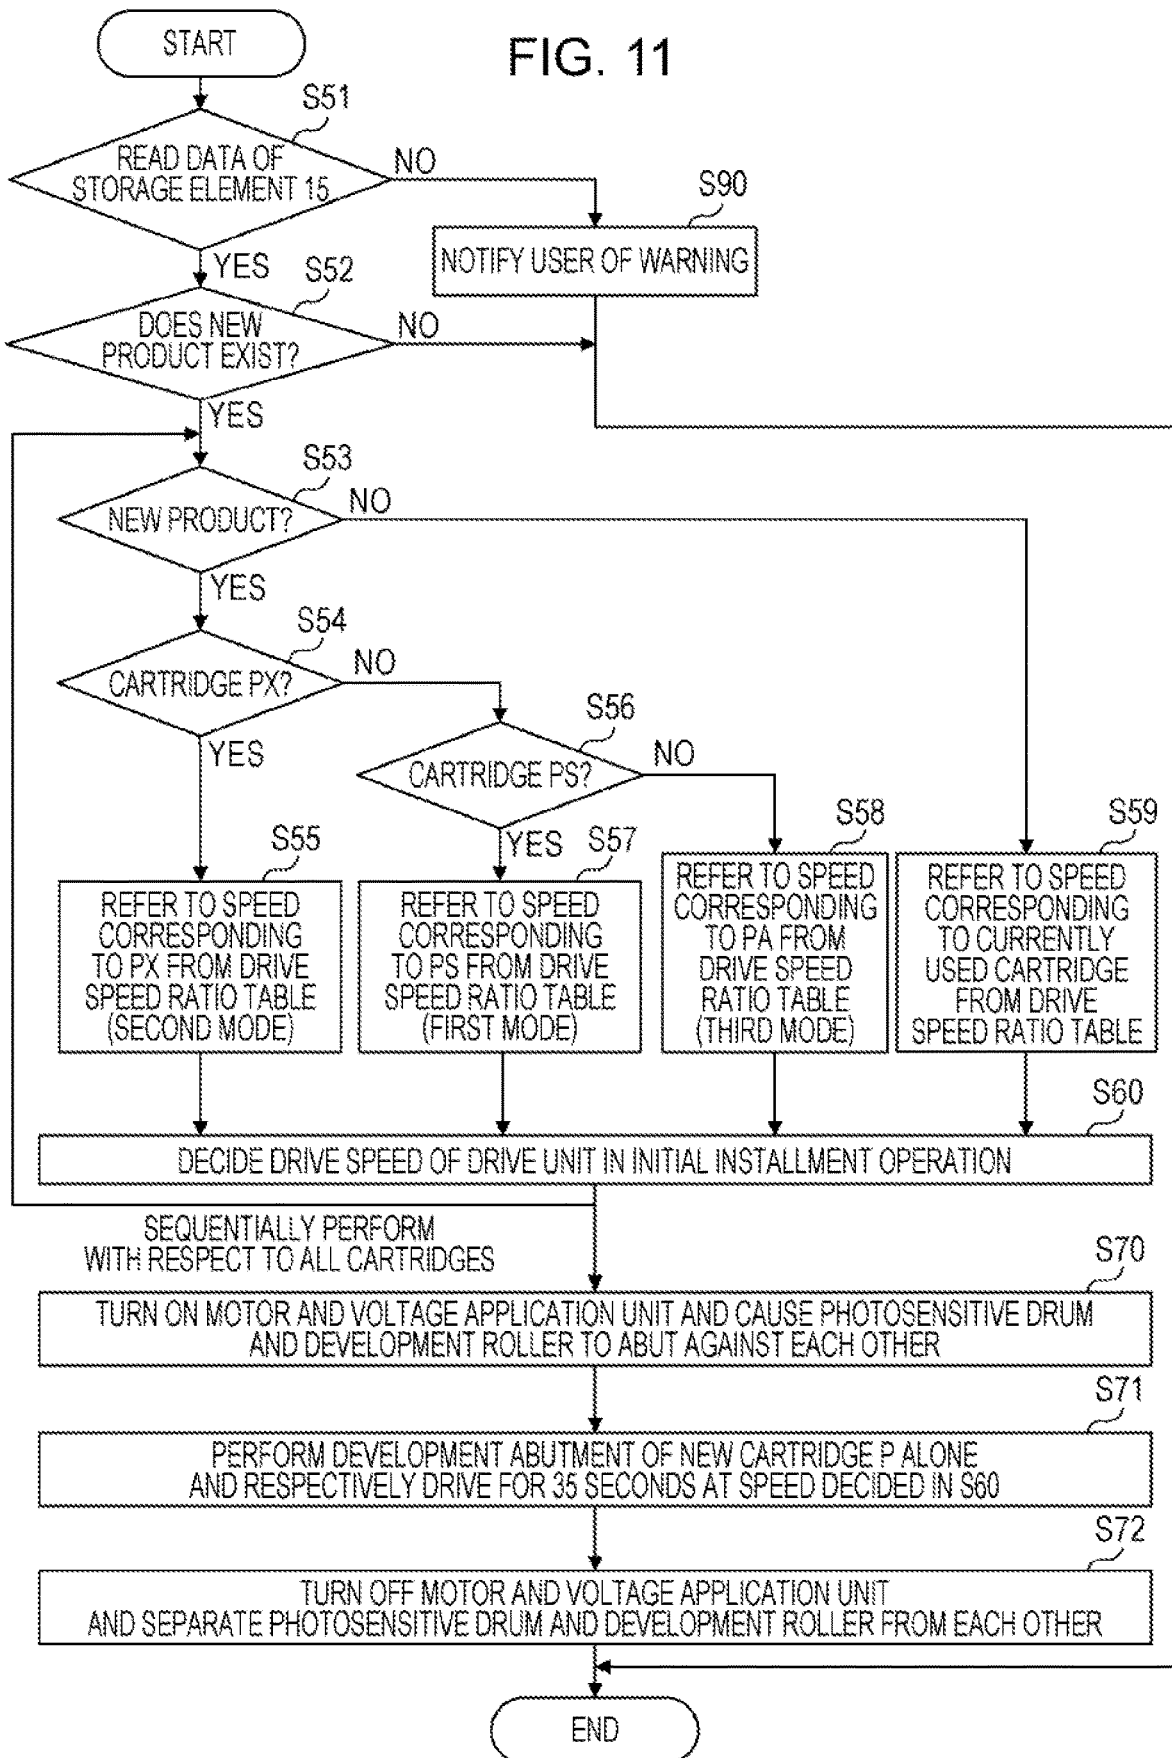 START
FIG. 11
S51
READ DATA OF
STORAGE ELEMENT 15
NO
S90
NOTIFY USER OF WARNING
YES
S52
DOES NEW
PRODUCT EXIST?
NO
YES
S53
NEW PRODUCT?
NO
YES
S54
CARTRIDGE PX?
NO
YES
S56
CARTRIDGE PS?
NO
YES
S55
REFER TO SPEED
CORRESPONDING
TO PX FROM DRIVE
SPEED RATIO TABLE
(SECOND MODE)
S57
REFER TO SPEED
CORRESPONDING
TO PS FROM DRIVE
SPEED RATIO TABLE
(FIRST MODE)
S58
REFER TO SPEED
CORRESPONDING
TO PA FROM
DRIVE SPEED
RATIO TABLE
(THIRD MODE)
S59
REFER TO SPEED
CORRESPONDING
TO CURRENTLY
USED CARTRIDGE
FROM DRIVE
SPEED RATIO TABLE
S60
DECIDE DRIVE SPEED OF DRIVE UNIT IN INITIAL INSTALLMENT OPERATION
SEQUENTIALLY PERFORM
WITH RESPECT TO ALL CARTRIDGES
S70
TURN ON MOTOR AND VOLTAGE APPLICATION UNIT AND CAUSE PHOTOSENSITIVE DRUM
AND DEVELOPMENT ROLLER TO ABUT AGAINST EACH OTHER
S71
PERFORM DEVELOPMENT ABUTMENT OF NEW CARTRIDGE P ALONE
AND RESPECTIVELY DRIVE FOR 35 SECONDS AT SPEED DECIDED IN S60
S72
TURN OFF MOTOR AND VOLTAGE APPLICATION UNIT
AND SEPARATE PHOTOSENSITIVE DRUM AND DEVELOPMENT ROLLER FROM EACH OTHER
END